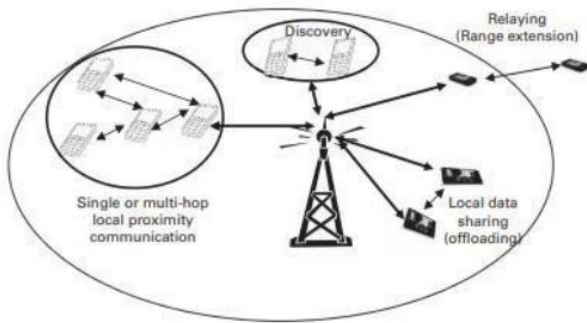 Discovery
Relaying
(Range extension)
Single or multi-hop
local proximity
communication
Local data
sharing
(offloading)